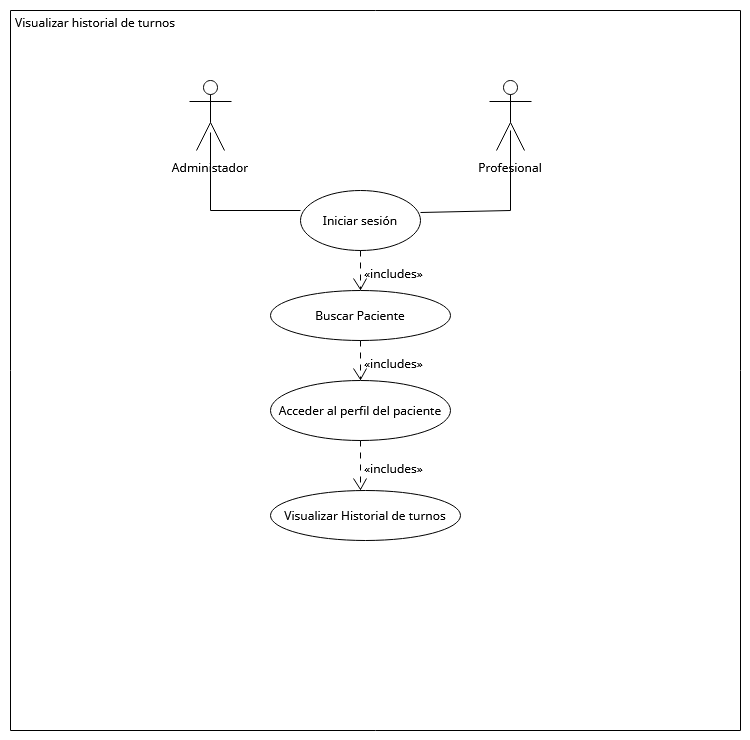 Visualizar historial de turnos
Administador
Profesional
Iniciar sesión
«includes»
Buscar Paciente
«includes»
Acceder al perfil del paciente
«includes»
Visualizar Historial de turnos